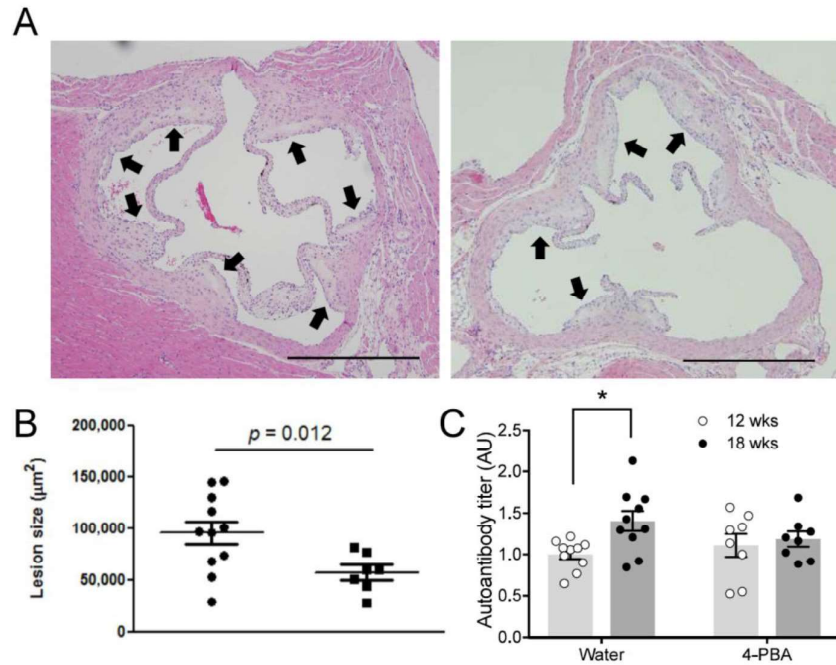 A
B
200,000
150,000
100,000
50,000
0
Lesion size (μm²)
p = 0.012
C
*
12 wks
18 wks
2.5
2.0
1.5
1.0
0.5
0.0
Autoantibody titer (AU)
Water
4-PBA